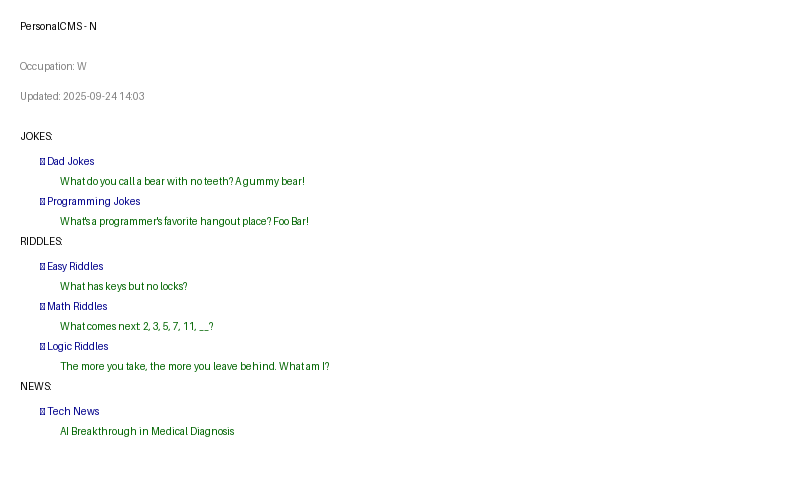 PersonalCMS - N
Occupation: W
Updated: 2025-09-24 14:03
JOKES:
Dad Jokes
What do you call a bear with no teeth? A gummy bear!
Programming Jokes
What's a programmer's favorite hangout place? Foo Bar!
RIDDLES:
Easy Riddles
What has keys but no locks?
Math Riddles
What comes next: 2, 3, 5, 7, 11, __?
Logic Riddles
The more you take, the more you leave behind. What am I?
NEWS:
Tech News
AI Breakthrough in Medical Diagnosis